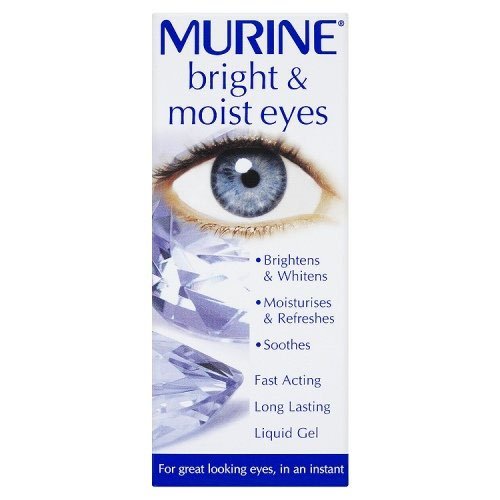 MURINE®
bright &
moist eyes
• Brightens
& Whitens
• Moisturises
& Refreshes
• Soothes
Fast Acting
Long Lasting
Liquid Gel
For great looking eyes, in an instant